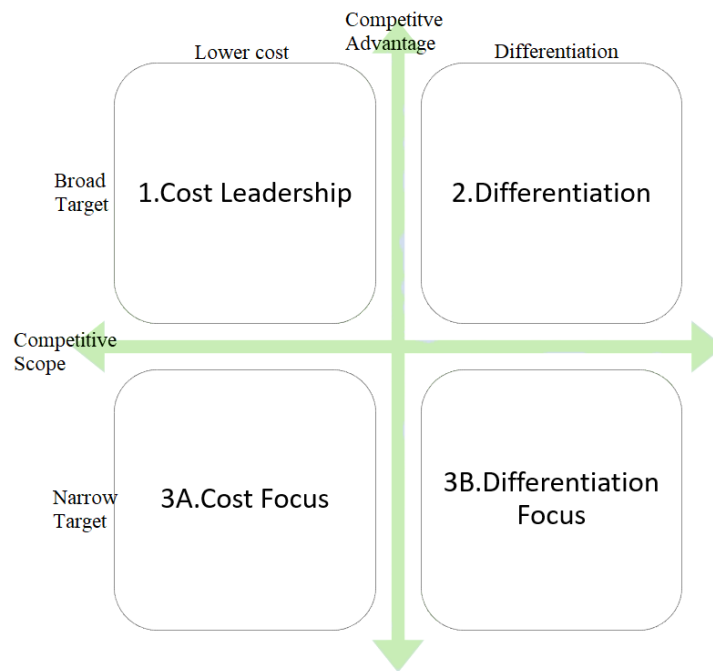 Competitve
Advantage
Lower cost
Differentiation
Broad
Target
1.Cost Leadership
2.Differentiation
Competitive
Scope
Narrow
Target
3A.Cost Focus
3B.Differentiation
Focus